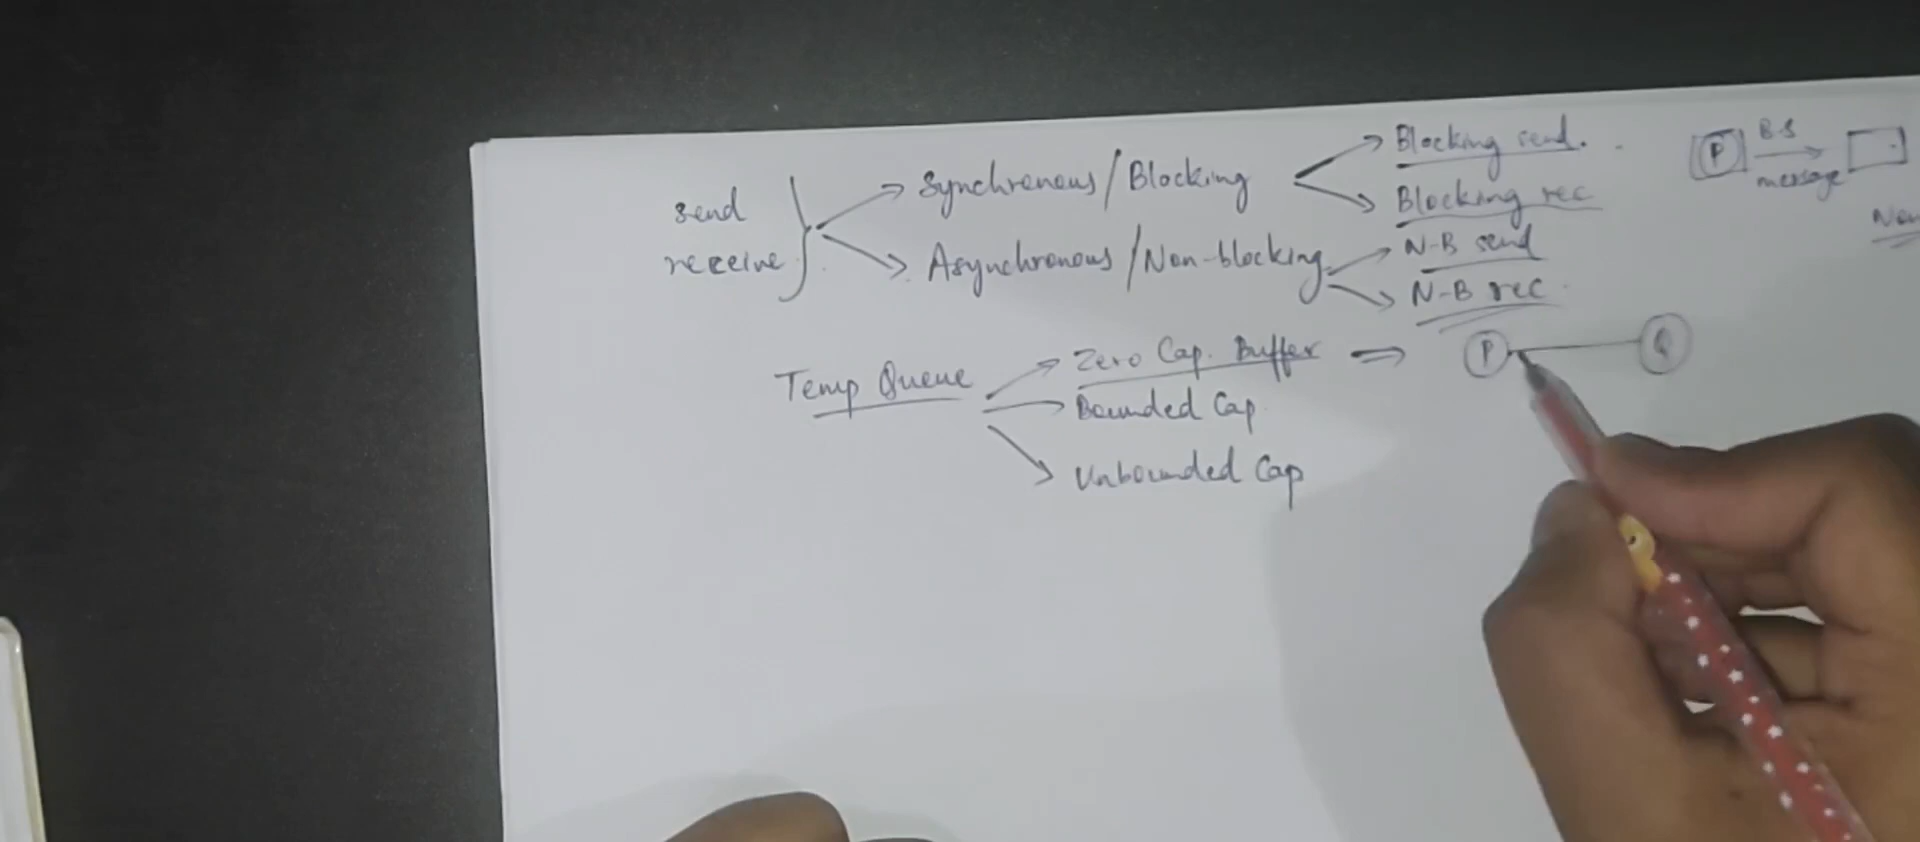 send
receive
Synchronous / Blocking
Asynchronous / Non-blocking
Blocking send.
Blocking rec
N-B send
N-B rec
P
B-S
message
Temp Queue
Zero Cap. Buffer
Bounded Cap.
Unbounded Cap
P
Q